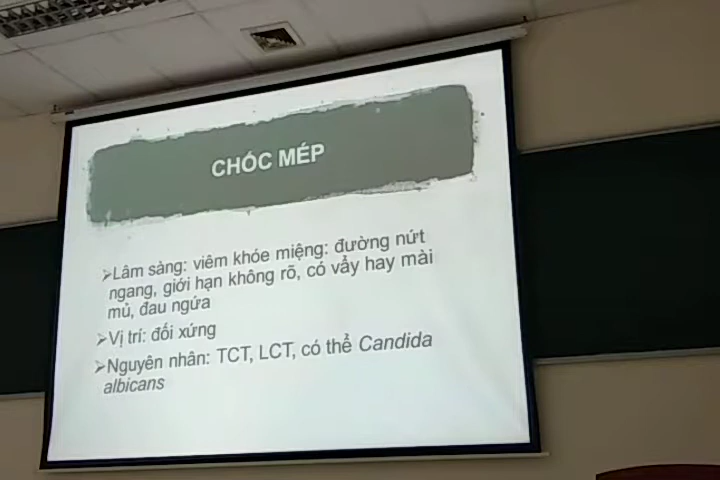 CHÓC MÉP
➢Lâm sàng: viêm khóe miệng: đường nứt
ngang, giới hạn không rõ, có vẩy hay mài
mủ, đau ngứa
➢Vị trí: đối xứng
➢Nguyên nhân: TCT, LCT, có thể Candida
albicans